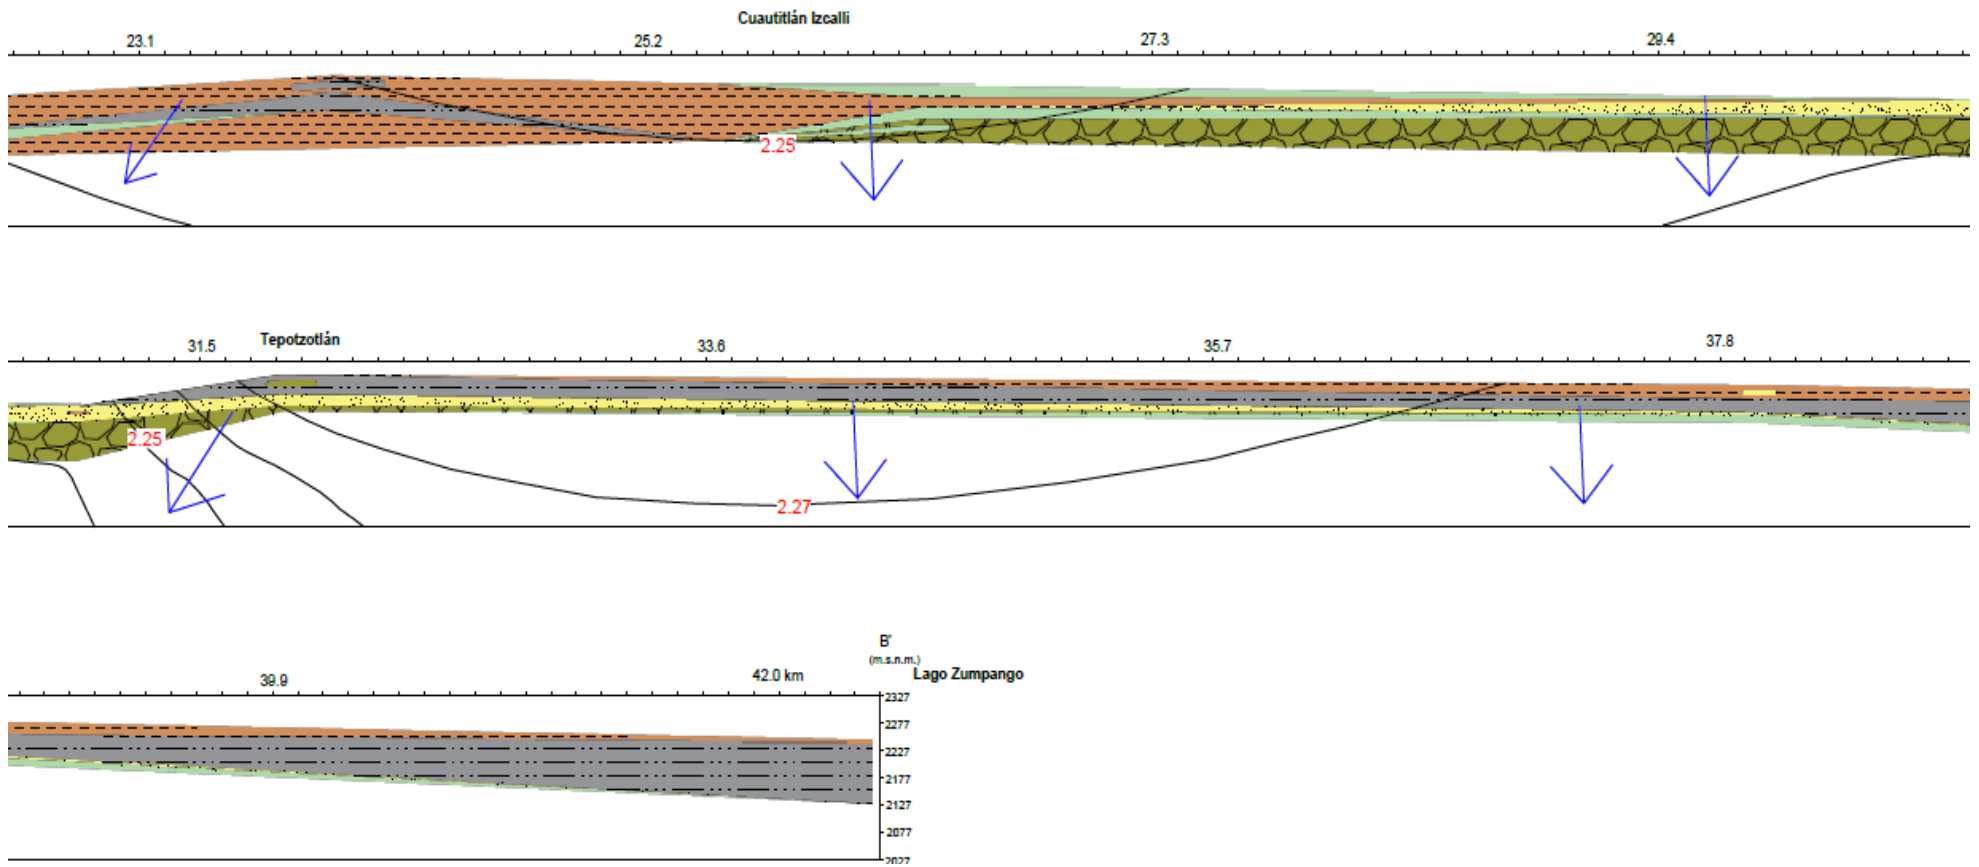 Cuautitlán Izcalli
23.1 25.2 27.3 29.4
2.25
Tepotzotlán
31.5 33.6 35.7 37.8
2.25
2.27
B'
(m.s.n.m.)
39.9 42.0 km Lago Zumpango
2327
2277
2227
2177
2127
2077
2027